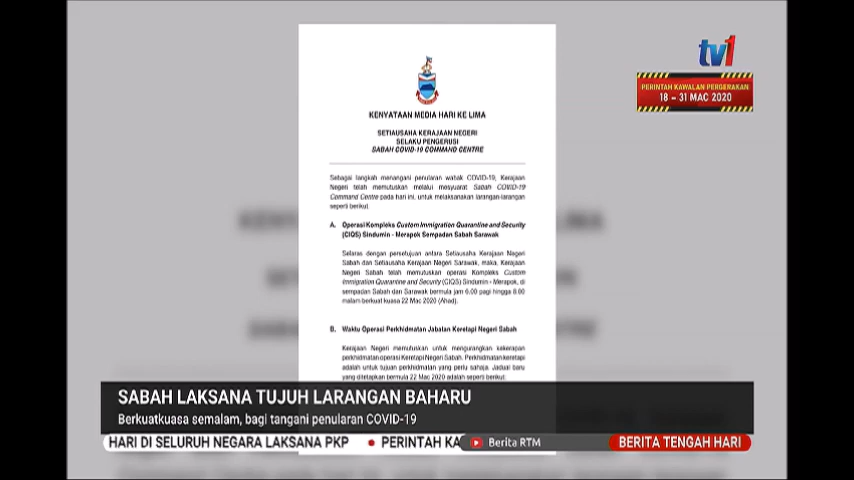 tv1
PERINTAH KAWALAN PERGERAKAN
18 – 31 MAC 2020
KENYATAAN MEDIA HARI KE LIMA
SETIAUSAHA KERAJAAN NEGERI
SELAKU PENGERUSI
SABAH COVID-19 COMMAND CENTRE
Sebagai langkah menangani penularan wabak COVID-19, Kerajaan
Negeri telah memutuskan melalui mesyuarat Sabah COVID-19
Command Centre pada hari ini, untuk melaksanakan larangan-larangan
seperti berikut:
A. Operasi Kompleks Custom Immigration Quarantine and Security
(CIQS) Sindumin - Merapok Sempadan Sabah Sarawak
Selaras dengan persetujuan antara Setiausaha Kerajaan Negeri
Sabah dan Setiausaha Kerajaan Negeri Sarawak, maka, Kerajaan
Negeri Sabah telah memutuskan operasi Kompleks Custom
Immigration Quarantine and Security (CIQS) Sindumin - Merapok, di
sempadan Sabah dan Sarawak bermula jam 6.00 pagi hingga 8.00
malam berkuat kuasa 22 Mac 2020 (Ahad).
B. Waktu Operasi Perkhidmatan Jabatan Keretapi Negeri Sabah
Kerajaan Negeri memutuskan untuk mengurangkan kekerapan
perkhidmatan operasi Keretapi Negeri Sabah. Perkhidmatan keretapi
adalah untuk tujuan perkhidmatan yang perlu sahaja. Jadual baru
yang ditetapkan bermula 22 Mac 2020 adalah seperti berikut:
SABAH LAKSANA TUJUH LARANGAN BAHARU
Berkuatkuasa semalam, bagi tangani penularan COVID-19
HARI DI SELURUH NEGARA LAKSANA PKP • PERINTAH KA
Berita RTM
BERITA TENGAH HARI